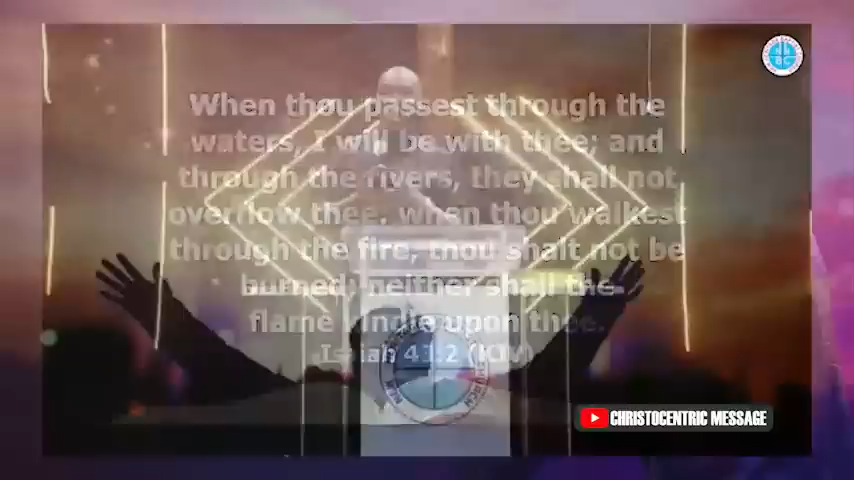 When thou passest through the
waters, I will be with thee; and
through the rivers, they shall not
overflow thee, when thou walkest
through the fire, thou shalt not be
burned; neither shall the
flame kindle upon thee.
Isaiah 43:2 (KJV)
CHURCH
CHRISTOCENTRIC MESSAGE